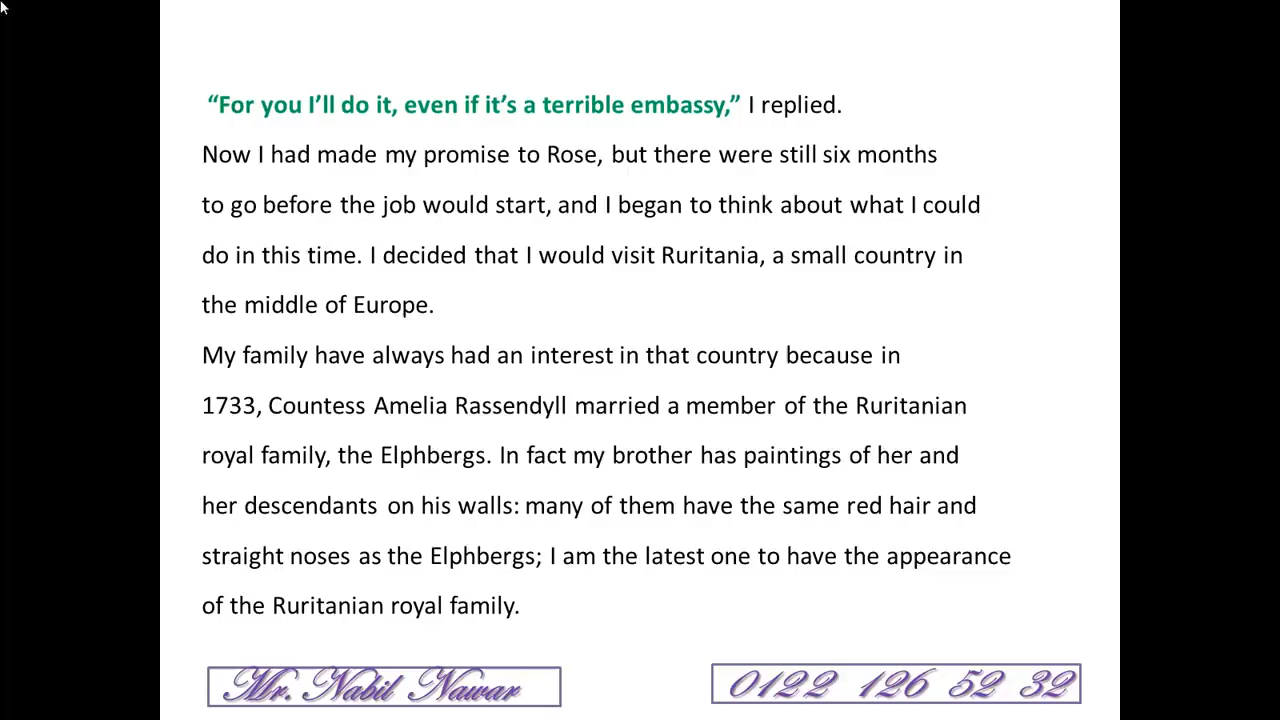 “For you I’ll do it, even if it’s a terrible embassy,” I replied.
Now I had made my promise to Rose, but there were still six months
to go before the job would start, and I began to think about what I could
do in this time. I decided that I would visit Ruritania, a small country in
the middle of Europe.
My family have always had an interest in that country because in
1733, Countess Amelia Rassendyll married a member of the Ruritanian
royal family, the Elphbergs. In fact my brother has paintings of her and
her descendants on his walls: many of them have the same red hair and
straight noses as the Elphbergs; I am the latest one to have the appearance
of the Ruritanian royal family.
Mr. Nabil Nawar
0122 126 52 32